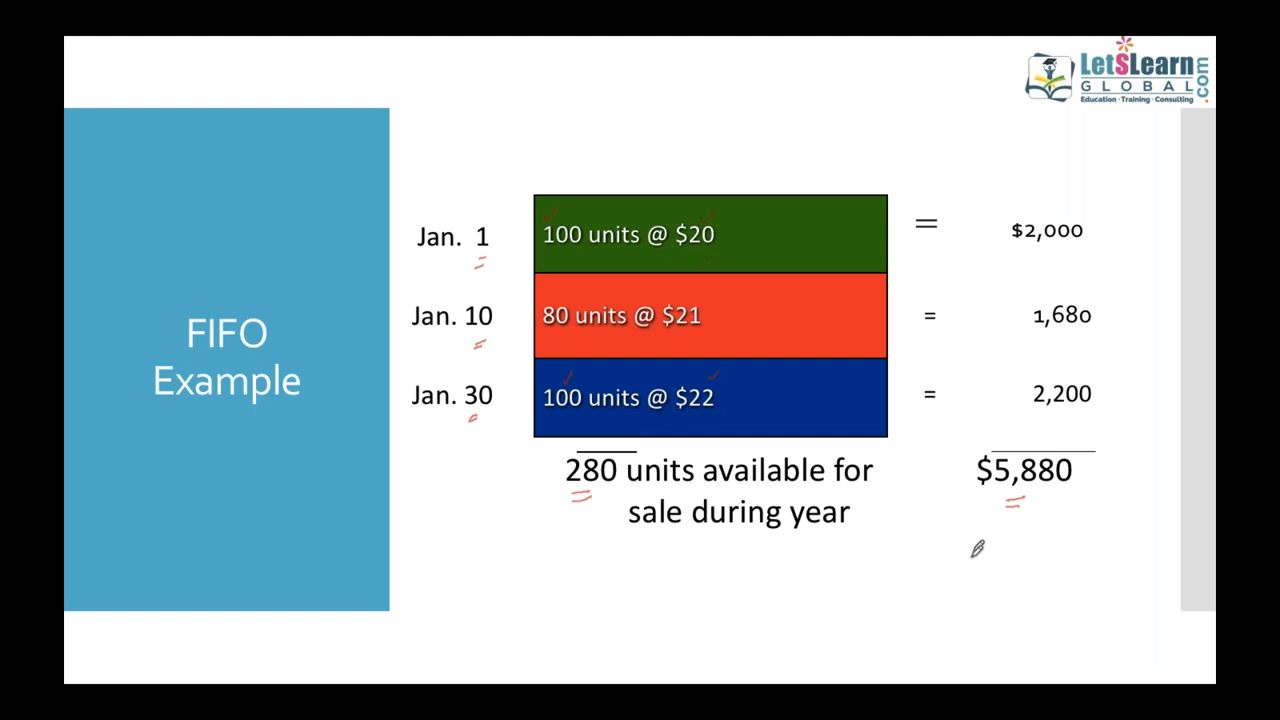 LetSLearn
.com
GLOBAL
Education · Training · Consulting
FIFO
Example
Jan. 1 100 units @ $20 = $2,000
Jan. 10 80 units @ $21 = 1,680
Jan. 30 100 units @ $22 = 2,200
280 units available for $5,880
sale during year